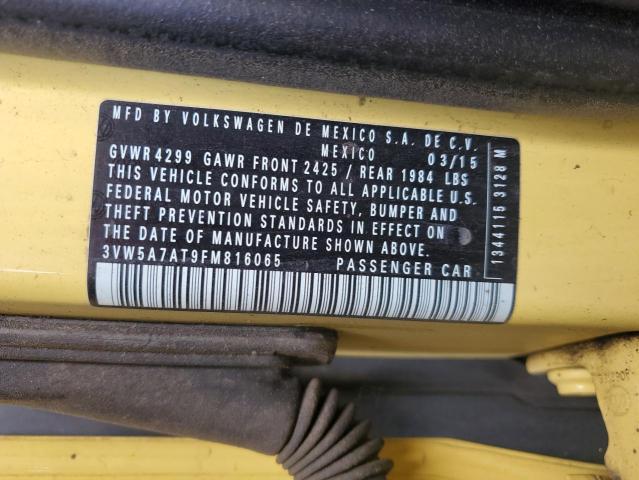 MFD BY VOLKSWAGEN DE MEXICO S.A. DE C.V.
MEXICO 03/15
GVWR 4299 GAWR FRONT 2425 / REAR 1984 LBS
THIS VEHICLE CONFORMS TO ALL APPLICABLE U.S.
FEDERAL MOTOR VEHICLE SAFETY, BUMPER AND
THEFT PREVENTION STANDARDS IN EFFECT ON
THE DATE OF MANUFACTURE SHOWN ABOVE.
3VW5A7AT9FM816065 PASSENGER CAR
1344115 3128 M